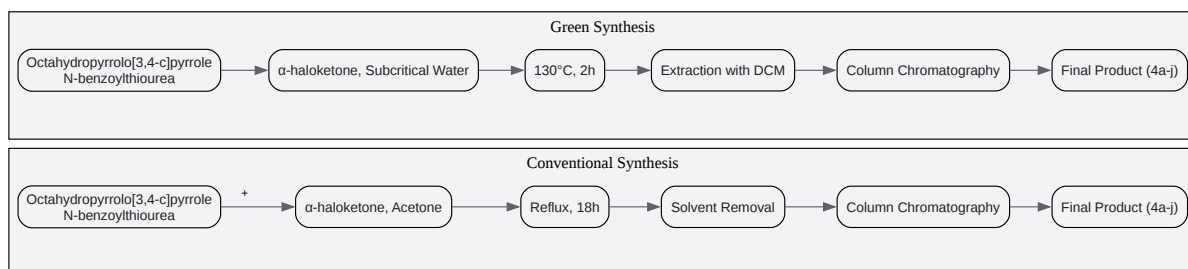 Green Synthesis
Octahydropyrrolo[3,4-c]pyrrole
N-benzoylthiourea
α-haloketone, Subcritical Water
130°C, 2h
Extraction with DCM
Column Chromatography
Final Product (4a-j)
Conventional Synthesis
Octahydropyrrolo[3,4-c]pyrrole
N-benzoylthiourea
+
α-haloketone, Acetone
Reflux, 18h
Solvent Removal
Column Chromatography
Final Product (4a-j)